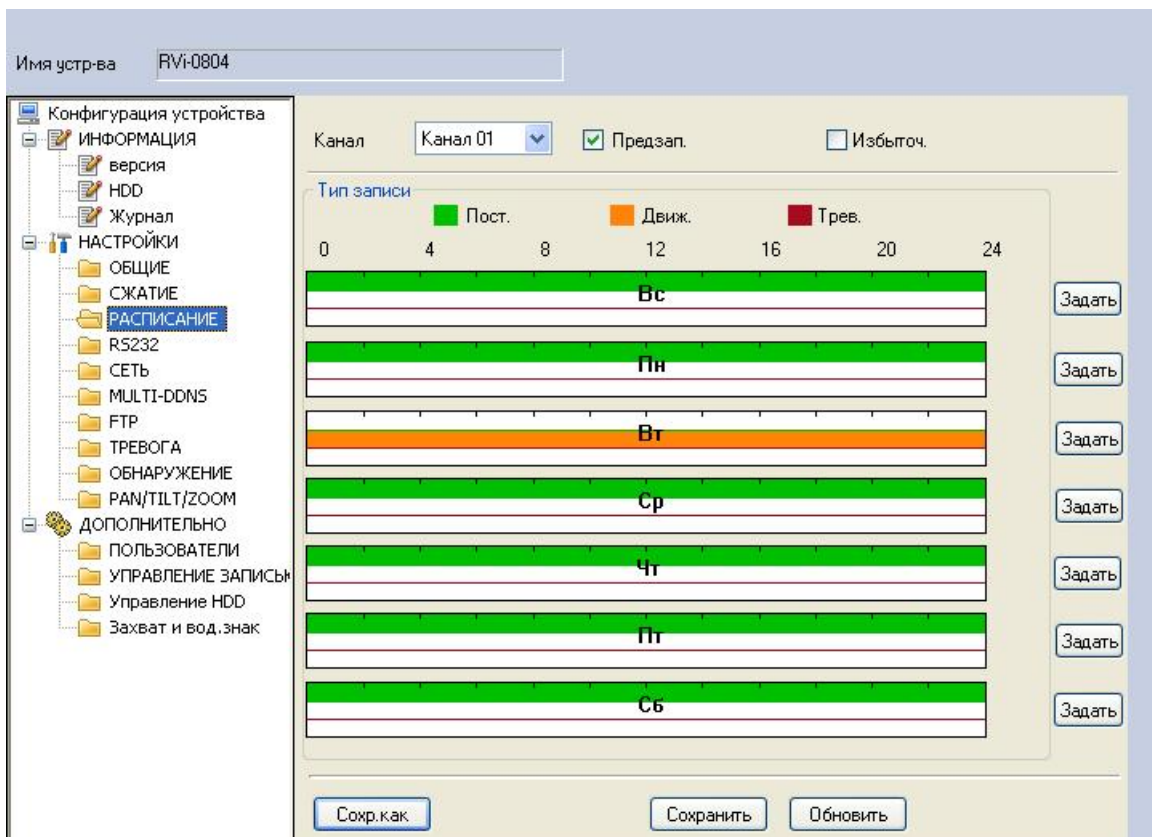 Имя устр-ва RVi-0804
Конфигурация устройства
ИНФОРМАЦИЯ
версия
HDD
Журнал
НАСТРОЙКИ
ОБЩИЕ
СЖАТИЕ
РАСПИСАНИЕ
RS232
СЕТЬ
MULTI-DDNS
FTP
ТРЕВОГА
ОБНАРУЖЕНИЕ
PAN/TILT/ZOOM
ДОПОЛНИТЕЛЬНО
ПОЛЬЗОВАТЕЛИ
УПРАВЛЕНИЕ ЗАПИСЬ
Управление HDD
Захват и вод.знак
Канал Канал 01 Предзап. Избыточ.
Тип записи
Пост. Движ. Трев.
0 4 8 12 16 20 24
Вс Задать
Пн Задать
Вт Задать
Ср Задать
Чт Задать
Пт Задать
Сб Задать
Сохр.как Сохранить Обновить